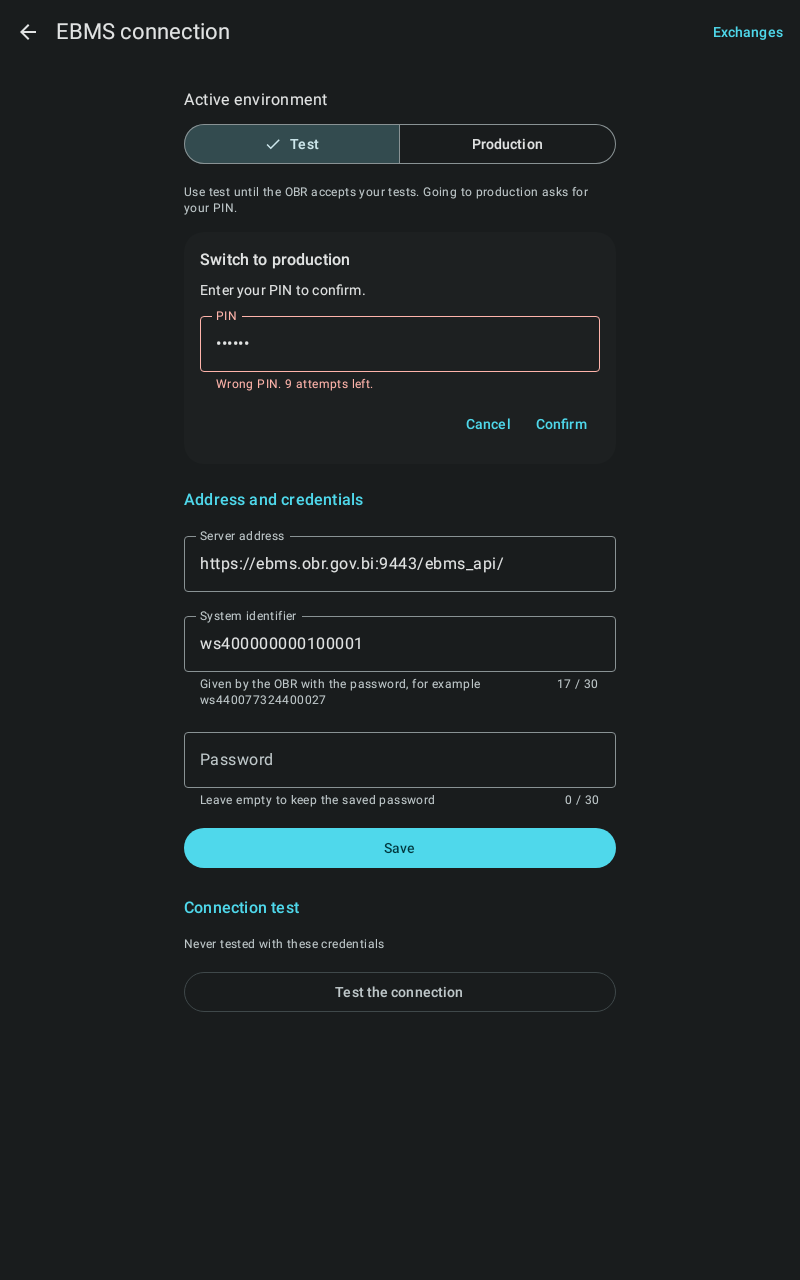 EBMS connection
Exchanges
Active environment
Test
Production
Use test until the OBR accepts your tests. Going to production asks for
your PIN.
Switch to production
Enter your PIN to confirm.
PIN
••••••
Wrong PIN. 9 attempts left.
Cancel
Confirm
Address and credentials
Server address
https://ebms.obr.gov.bi:9443/ebms_api/
System identifier
ws400000000100001
Given by the OBR with the password, for example
ws440077324400027
17 / 30
Password
Leave empty to keep the saved password
0 / 30
Save
Connection test
Never tested with these credentials
Test the connection